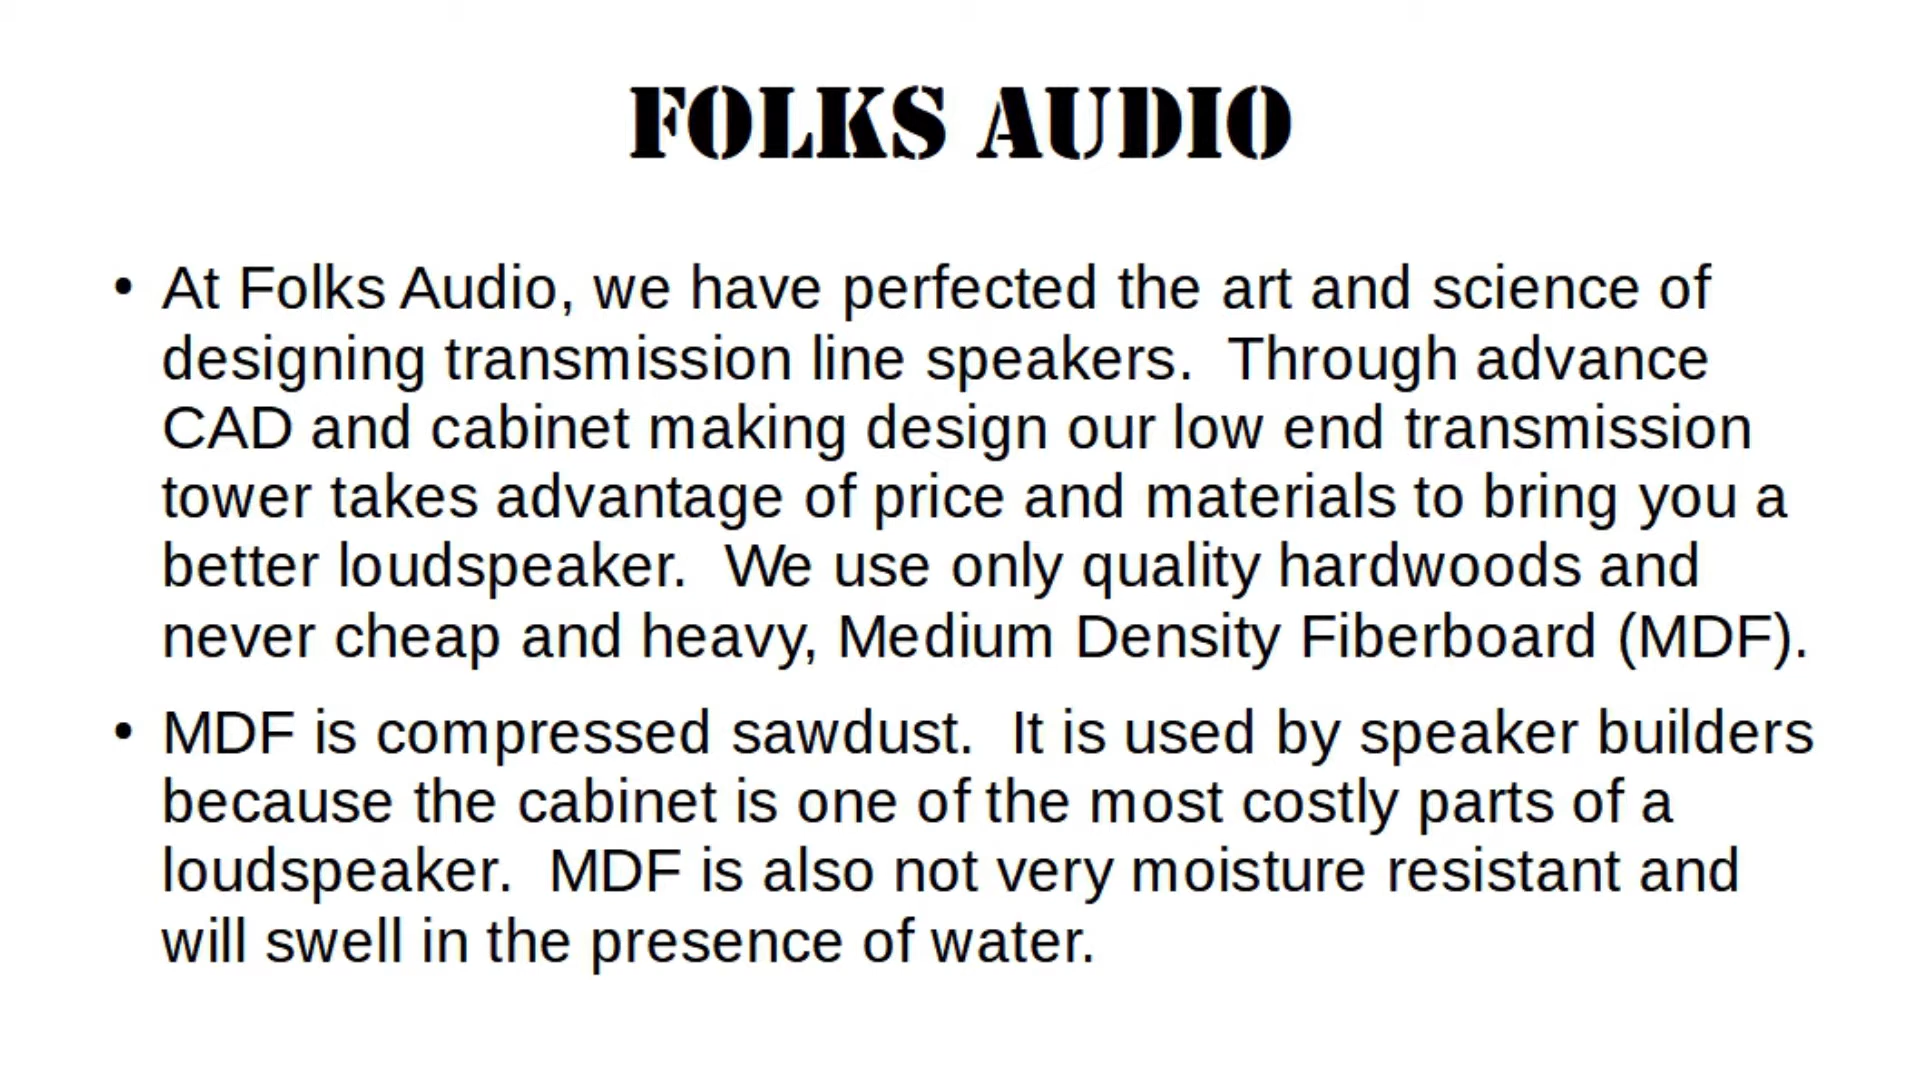 FOLKS AUDIO
• At Folks Audio, we have perfected the art and science of
designing transmission line speakers.  Through advance
CAD and cabinet making design our low end transmission
tower takes advantage of price and materials to bring you a
better loudspeaker.  We use only quality hardwoods and
never cheap and heavy, Medium Density Fiberboard (MDF).
• MDF is compressed sawdust.  It is used by speaker builders
because the cabinet is one of the most costly parts of a
loudspeaker.  MDF is also not very moisture resistant and
will swell in the presence of water.